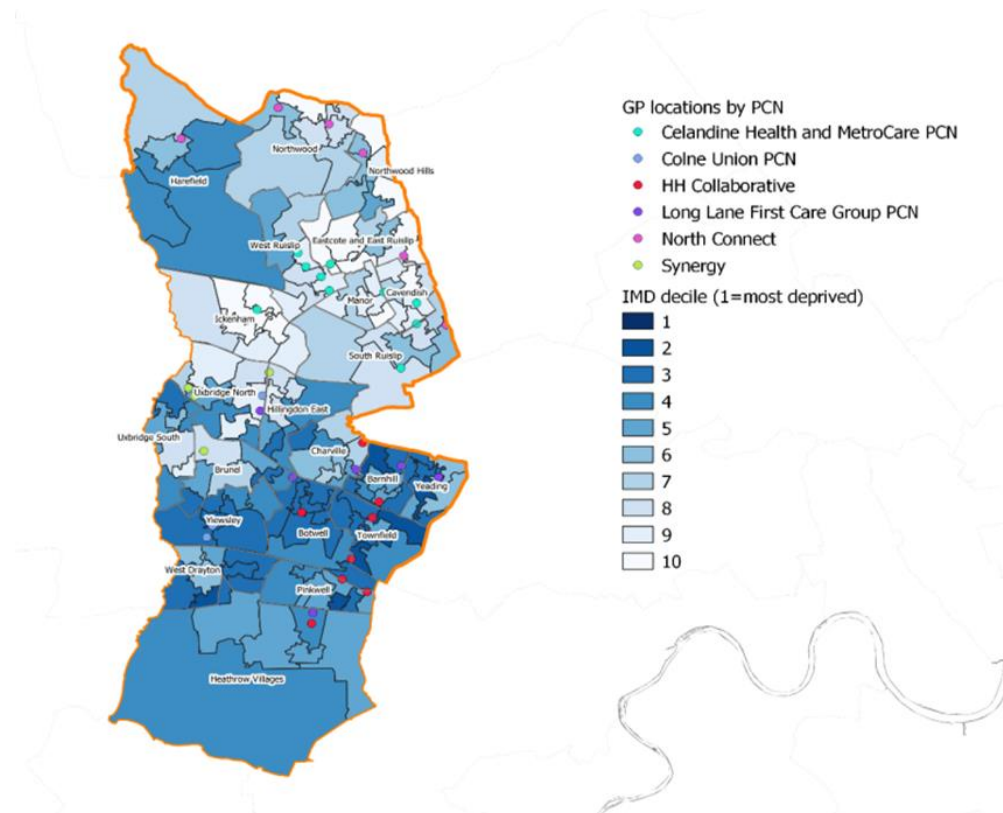 GP locations by PCN
Celandine Health and MetroCare PCN
Colne Union PCN
HH Collaborative
Long Lane First Care Group PCN
North Connect
Synergy
IMD decile (1=most deprived)
1
2
3
4
5
6
7
8
9
10
Northwood
Northwood Hills
Harefield
Eastcote and East Ruislip
West Ruislip
Cavendish
Manor
Ickenham
South Ruislip
Uxbridge North
Hillingdon East
Uxbridge South
Charville
Brunel
Barnhill
Yeading
Yiewsley
Botwell
Townfield
West Drayton
Pinkwell
Heathrow Villages